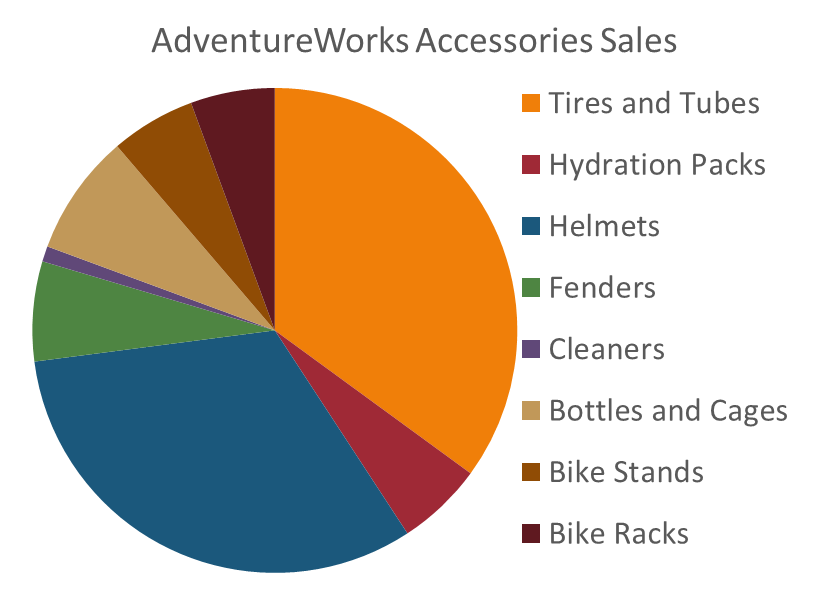 AdventureWorks Accessories Sales
Tires and Tubes
Hydration Packs
Helmets
Fenders
Cleaners
Bottles and Cages
Bike Stands
Bike Racks